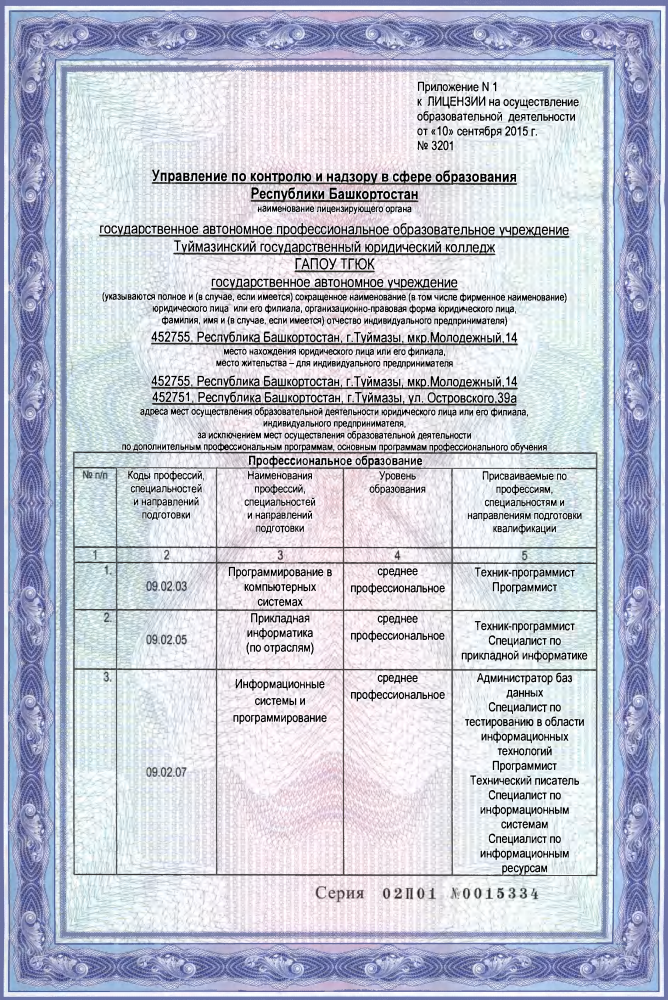 Приложение N 1
к ЛИЦЕНЗИИ на осуществление
образовательной деятельности
от «10» сентября 2015 г.
№ 3201
Управление по контролю и надзору в сфере образования
Республики Башкортостан
наименование лицензирующего органа
государственное автономное профессиональное образовательное учреждение
Туймазинский государственный юридический колледж
ГАПОУ ТГЮК
государственное автономное учреждение
(указываются полное и (в случае, если имеется) сокращенное наименование (в том числе фирменное наименование)
юридического лица или его филиала, организационно-правовая форма юридического лица,
фамилия, имя и (в случае, если имеется) отчество индивидуального предпринимателя)
452755, Республика Башкортостан, г.Туймазы, мкр.Молодежный,14
место нахождения юридического лица или его филиала,
место жительства – для индивидуального предпринимателя
452755, Республика Башкортостан, г.Туймазы, мкр.Молодежный,14
452751, Республика Башкортостан, г.Туймазы, ул. Островского,39а
адреса мест осуществления образовательной деятельности юридического лица или его филиала,
индивидуального предпринимателя,
за исключением мест осуществления образовательной деятельности
по дополнительным профессиональным программам, основным программам профессионального обучения
Профессиональное образование
№ п/п
Коды профессий,
специальностей
и направлений
подготовки
Наименования
профессий,
специальностей
и направлений
подготовки
Уровень
образования
Присваиваемые по
профессиям,
специальностям и
направлениям подготовки
квалификации
1 2 3 4 5
1.
09.02.03
Программирование в
компьютерных
системах
среднее
профессиональное
Техник-программист
Программист
2.
09.02.05
Прикладная
информатика
(по отраслям)
среднее
профессиональное
Техник-программист
Специалист по
прикладной информатике
3.
09.02.07
Информационные
системы и
программирование
среднее
профессиональное
Администратор баз
данных
Специалист по
тестированию в области
информационных
технологий
Программист
Технический писатель
Специалист по
информационным
системам
Специалист по
информационным
ресурсам
Серия 02П01 №0015334